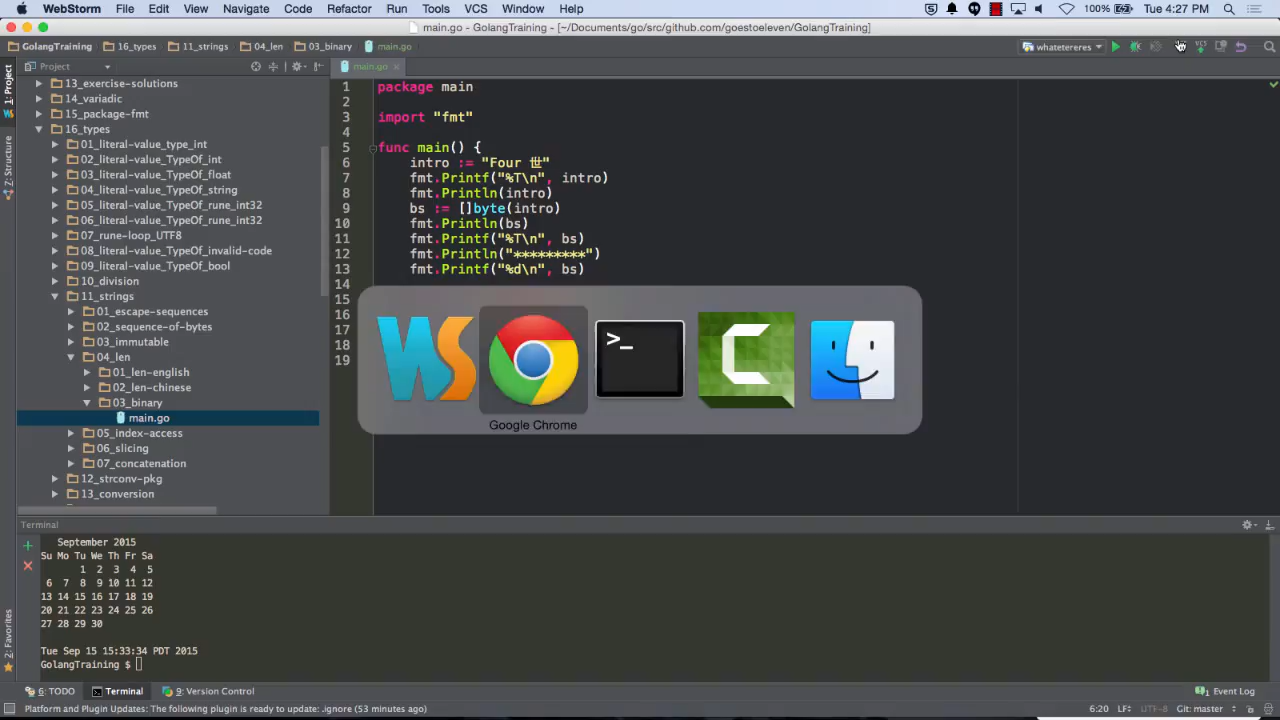 WebStorm File Edit View Navigate Code Refactor Run Tools VCS Window Help 100% Tue 4:27 PM
main.go - GolangTraining - [~/Documents/go/src/github.com/goestoeleven/GolangTraining]
GolangTraining 16_types 11_strings 04_len 03_binary main.go whatetereres
1: Project
Z: Structure
2: Favorites
Project
13_exercise-solutions
14_variadic
15_package-fmt
16_types
01_literal-value_type_int
02_literal-value_TypeOf_int
03_literal-value_TypeOf_float
04_literal-value_TypeOf_string
05_literal-value_TypeOf_rune_int32
06_literal-value_TypeOf_rune_int32
07_rune-loop_UTF8
08_literal-value_TypeOf_invalid-code
09_literal-value_TypeOf_bool
10_division
11_strings
01_escape-sequences
02_sequence-of-bytes
03_immutable
04_len
01_len-english
02_len-chinese
03_binary
main.go
05_index-access
06_slicing
07_concatenation
12_strconv-pkg
13_conversion
main.go
1 package main
2
3 import "fmt"
4
5 func main() {
6 intro := "Four 世"
7 fmt.Printf("%T\n", intro)
8 fmt.Println(intro)
9 bs := []byte(intro)
10 fmt.Println(bs)
11 fmt.Printf("%T\n", bs)
12 fmt.Println("*********")
13 fmt.Printf("%d\n", bs)
14
15
16
17
18
19
WS
>_
Google Chrome
Terminal
September 2015
Su Mo Tu We Th Fr Sa
1 2 3 4 5
6 7 8 9 10 11 12
13 14 15 16 17 18 19
20 21 22 23 24 25 26
27 28 29 30
Tue Sep 15 15:33:34 PDT 2015
GolangTraining $
6: TODO Terminal 9: Version Control 1 Event Log
Platform and Plugin Updates: The following plugin is ready to update: .ignore (53 minutes ago) 6:20 LF UTF-8 Git: master